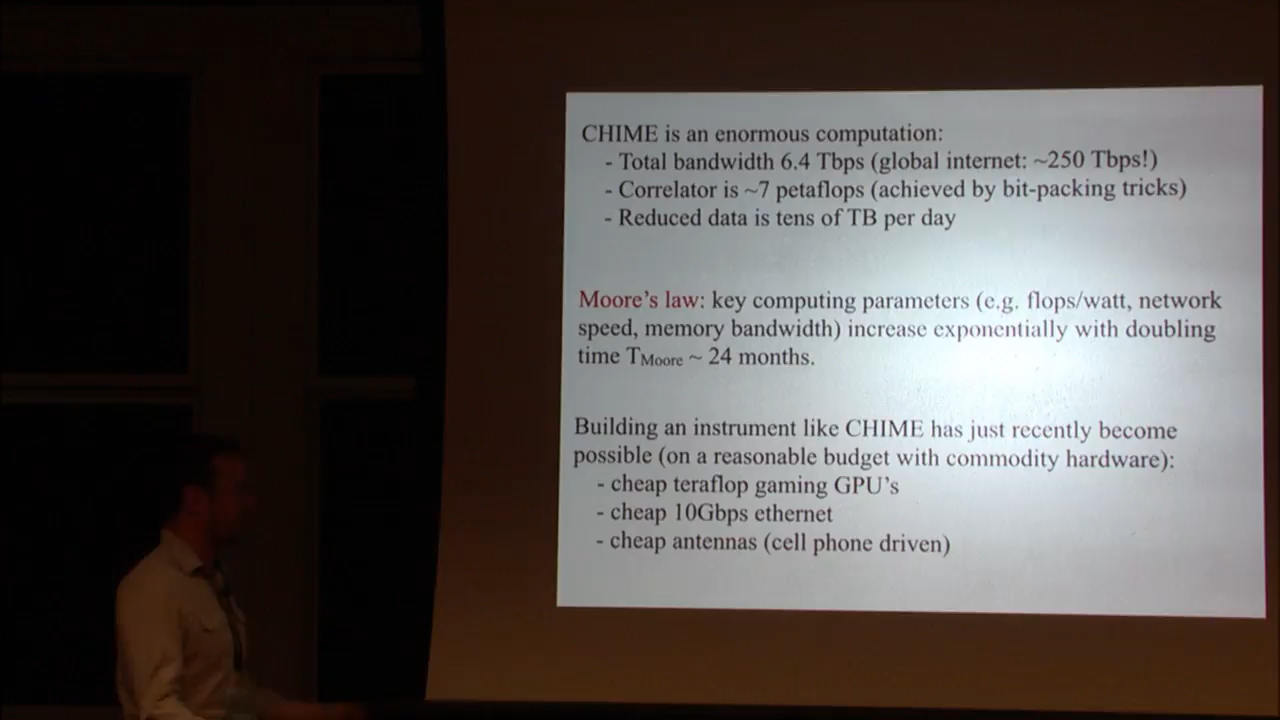 CHIME is an enormous computation:
- Total bandwidth 6.4 Tbps (global internet: ~250 Tbps!)
- Correlator is ~7 petaflops (achieved by bit-packing tricks)
- Reduced data is tens of TB per day
Moore's law: key computing parameters (e.g. flops/watt, network
speed, memory bandwidth) increase exponentially with doubling
time TMoore ~ 24 months.
Building an instrument like CHIME has just recently become
possible (on a reasonable budget with commodity hardware):
- cheap teraflop gaming GPU's
- cheap 10Gbps ethernet
- cheap antennas (cell phone driven)